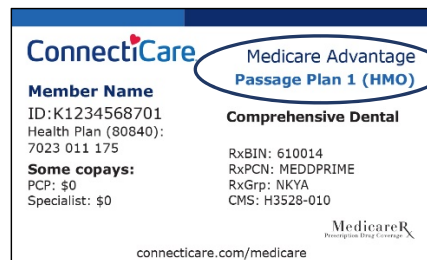 ConnectiCare
Medicare Advantage
Passage Plan 1 (HMO)
Member Name
ID:K1234568701
Health Plan (80840):
7023 011 175
Comprehensive Dental
Some copays:
PCP: $0
Specialist: $0
RxBIN: 610014
RxPCN: MEDDPRIME
RxGrp: NKYA
CMS: H3528-010
MedicareRx
Prescription Drug Coverage
connecticare.com/medicare